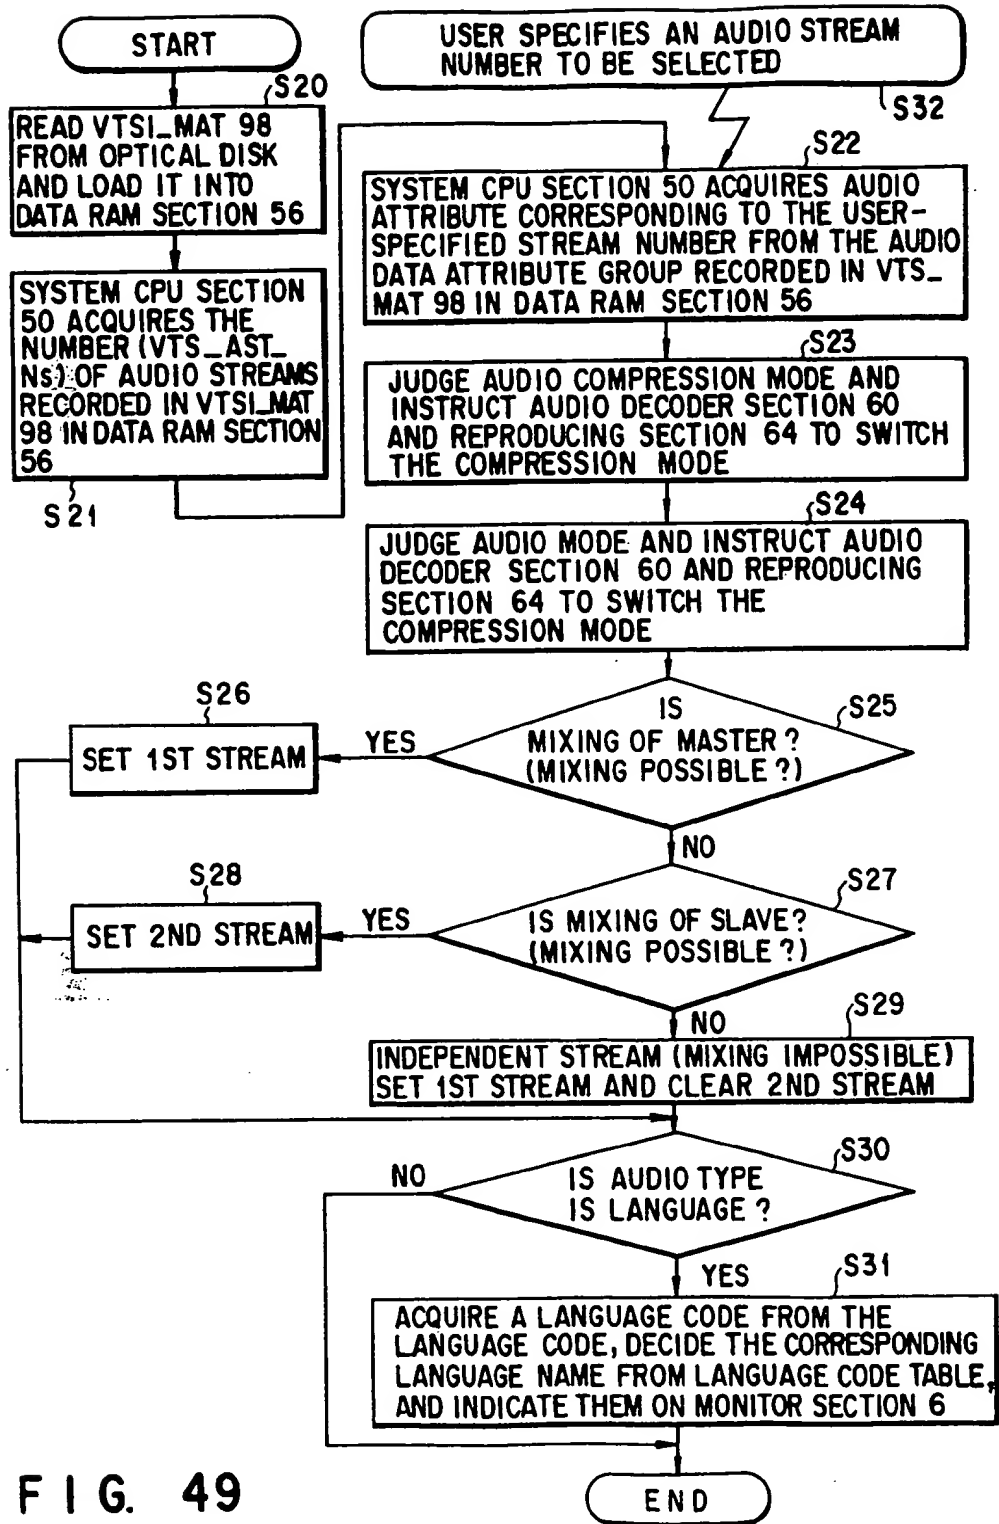 START
S20
READ VTSI_MAT 98
FROM OPTICAL DISK
AND LOAD IT INTO
DATA RAM SECTION 56
SYSTEM CPU SECTION
50 ACQUIRES THE
NUMBER (VTS_AST_
Ns) OF AUDIO STREAMS
RECORDED IN VTSI_MAT
98 IN DATA RAM SECTION
56
S21
USER SPECIFIES AN AUDIO STREAM
NUMBER TO BE SELECTED
S32
S22
SYSTEM CPU SECTION 50 ACQUIRES AUDIO
ATTRIBUTE CORRESPONDING TO THE USER-
SPECIFIED STREAM NUMBER FROM THE AUDIO
DATA ATTRIBUTE GROUP RECORDED IN VTS_
MAT 98 IN DATA RAM SECTION 56
S23
JUDGE AUDIO COMPRESSION MODE AND
INSTRUCT AUDIO DECODER SECTION 60
AND REPRODUCING SECTION 64 TO SWITCH
THE COMPRESSION MODE
S24
JUDGE AUDIO MODE AND INSTRUCT AUDIO
DECODER SECTION 60 AND REPRODUCING
SECTION 64 TO SWITCH THE
COMPRESSION MODE
S25
IS
MIXING OF MASTER?
(MIXING POSSIBLE?)
YES
S26
SET 1ST STREAM
NO
S27
IS MIXING OF SLAVE?
(MIXING POSSIBLE?)
YES
S28
SET 2ND STREAM
NO
S29
INDEPENDENT STREAM (MIXING IMPOSSIBLE)
SET 1ST STREAM AND CLEAR 2ND STREAM
S30
IS AUDIO TYPE
IS LANGUAGE?
NO
YES
S31
ACQUIRE A LANGUAGE CODE FROM THE
LANGUAGE CODE, DECIDE THE CORRESPONDING
LANGUAGE NAME FROM LANGUAGE CODE TABLE,
AND INDICATE THEM ON MONITOR SECTION 6
END
FIG. 49